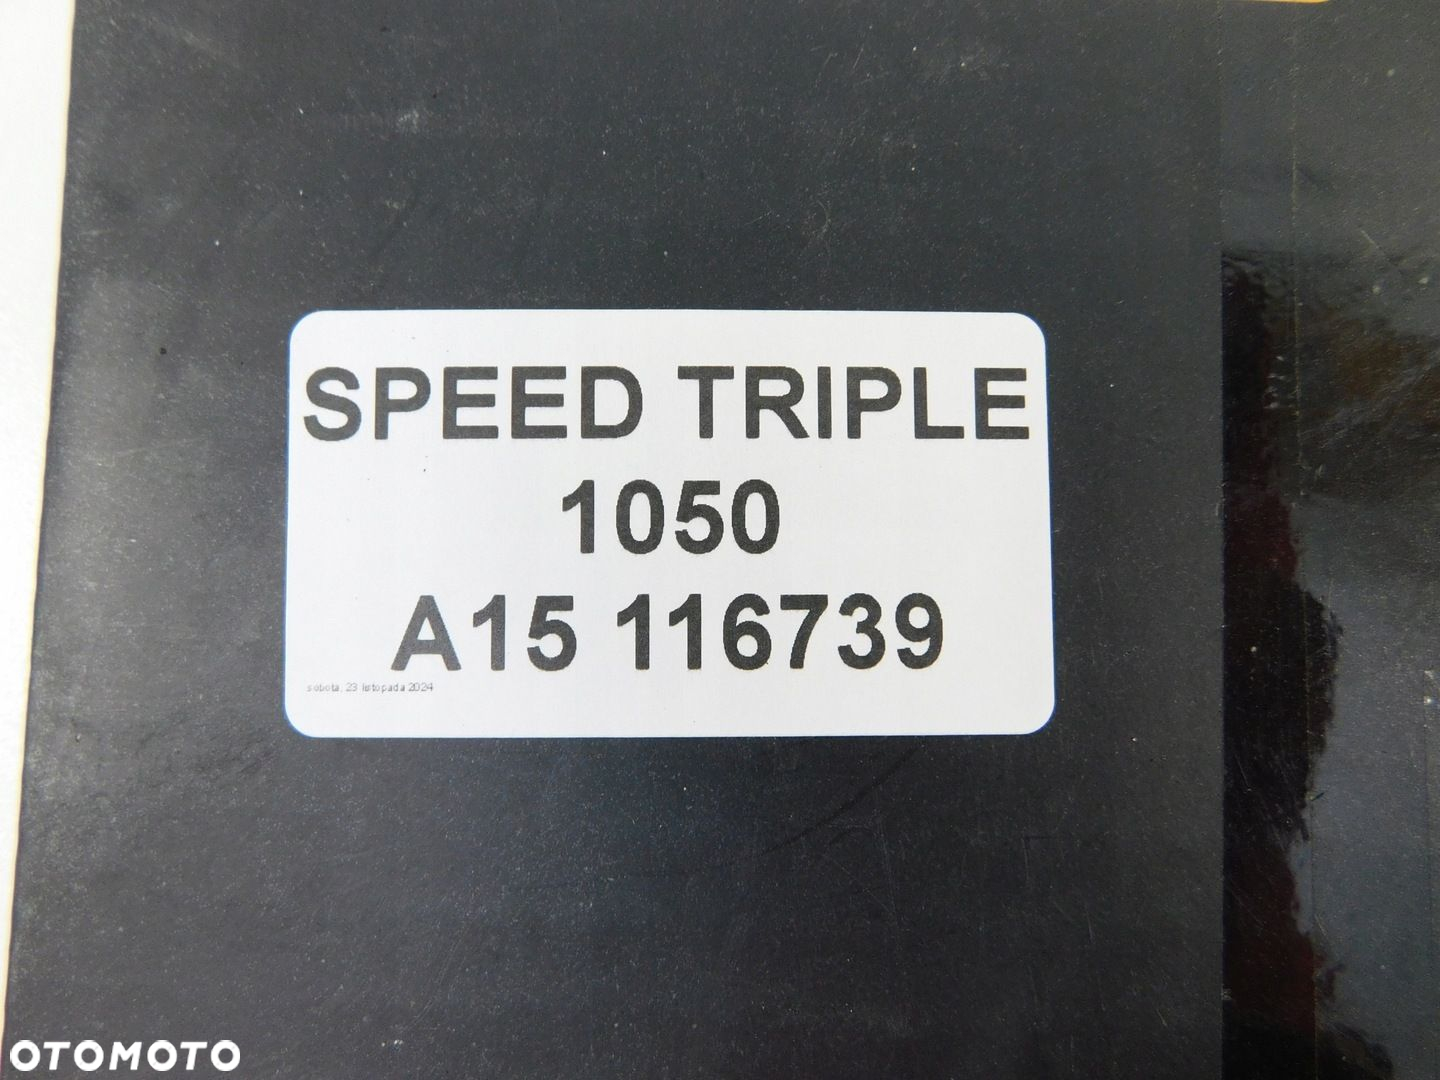 SPEED TRIPLE
1050
A15 116739
sobota, 23 listopada 2024
OTOMOTO